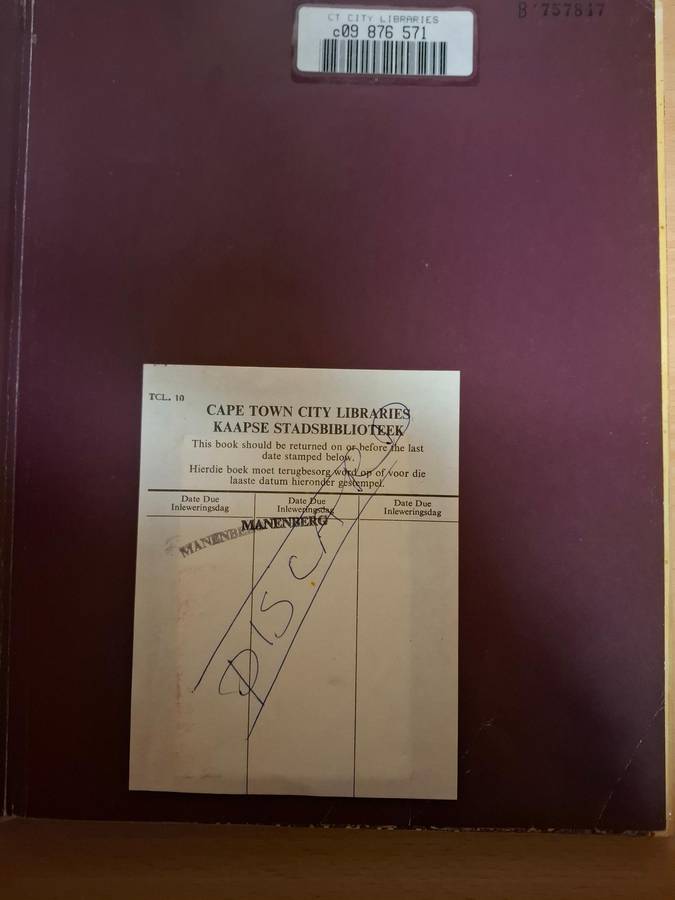 CT CITY LIBRARIES
c09 876 571
B 757817
TCL. 10
CAPE TOWN CITY LIBRARIES
KAAPSE STADSBIBLIOTEEK
This book should be returned on or before the last
date stamped below.
Hierdie boek moet terugbesorg word op of voor die
laaste datum hieronder gestempel.
Date Due Date Due Date Due
Inleweringsdag Inleweringsdag Inleweringsdag
MANENBERG
MANENBERG
DISCARD